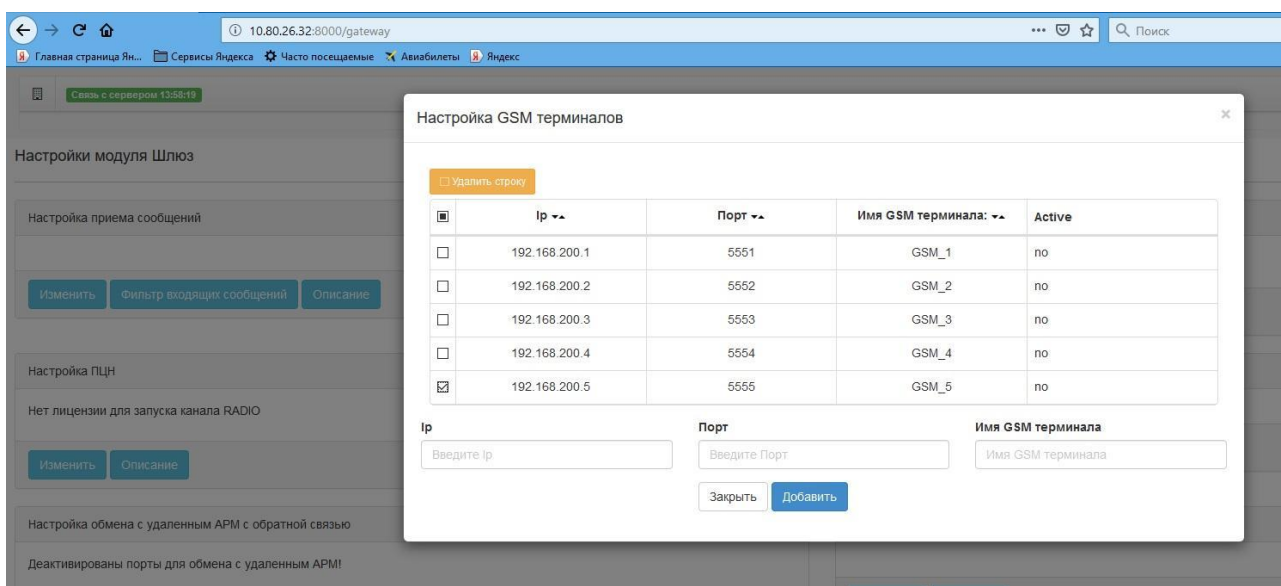 10.80.26.32:8000/gateway
Поиск
Главная страница Ян... Сервисы Яндекса Часто посещаемые Авиабилеты Яндекс
Связь с сервером 13:58:19
Настройки модуля Шлюз
Настройка приема сообщений
Изменить Фильтр входящих сообщений Описание
Настройка ПЦН
Нет лицензии для запуска канала RADIO
Изменить Описание
Настройка обмена с удаленным АРМ с обратной связью
Деактивированы порты для обмена с удаленным АРМ!
Настройка GSM терминалов
×
Удалить строку
Ip Порт Имя GSM терминала: Active
192.168.200.1 5551 GSM_1 no
192.168.200.2 5552 GSM_2 no
192.168.200.3 5553 GSM_3 no
192.168.200.4 5554 GSM_4 no
192.168.200.5 5555 GSM_5 no
Ip Порт Имя GSM терминала
Введите Ip Введите Порт Имя GSM терминала
Закрыть Добавить